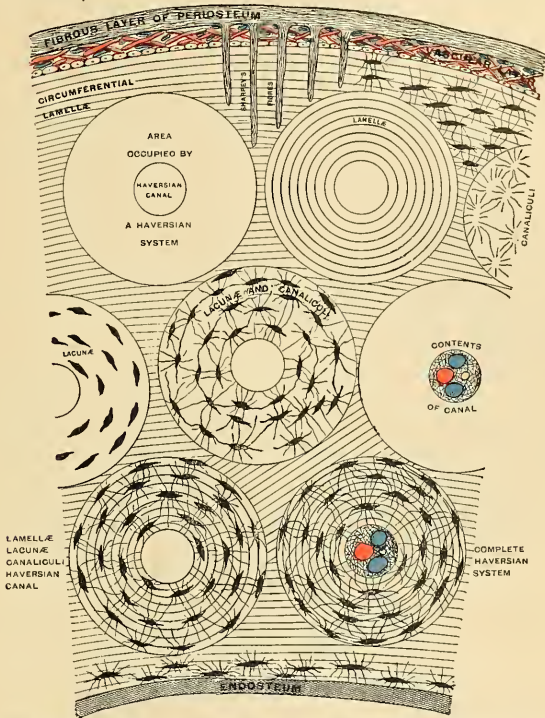 FIBROUS LAYER OF PERIOSTEUM
VASCULAR LAYER
CIRCUMFERENTIAL
LAMELLÆ
SHARPEY'S
FIBRES
AREA
OCCUPIED BY
HAVERSIAN
CANAL
A HAVERSIAN
SYSTEM
LAMELLÆ
CANALICULI
LACUNÆ
LACUNÆ AND CANALICULI
CONTENTS
OF CANAL
LAMELLÆ
LACUNÆ
CANALICULI
HAVERSIAN
CANAL
COMPLETE
HAVERSIAN
SYSTEM
ENDOSTEUM